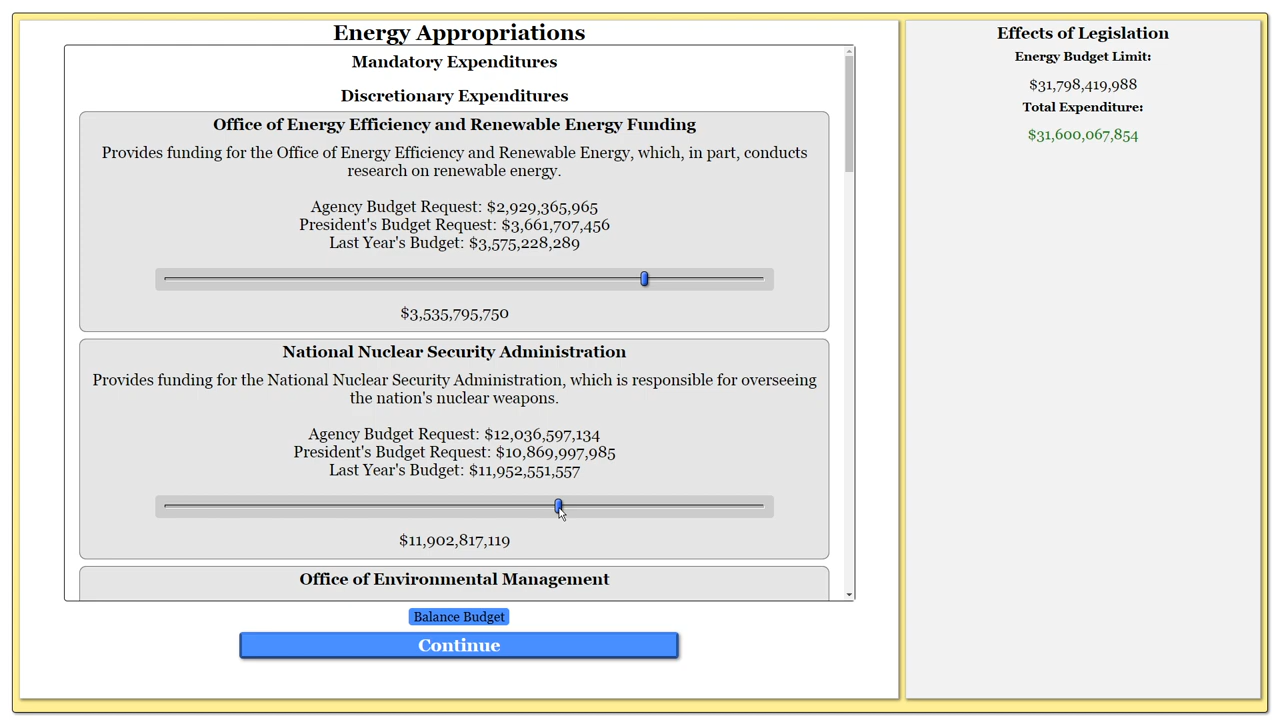 Energy Appropriations
Mandatory Expenditures
Discretionary Expenditures
Office of Energy Efficiency and Renewable Energy Funding
Provides funding for the Office of Energy Efficiency and Renewable Energy, which, in part, conducts
research on renewable energy.
Agency Budget Request: $2,929,365,965
President's Budget Request: $3,661,707,456
Last Year's Budget: $3,575,228,289
$3,535,795,750
National Nuclear Security Administration
Provides funding for the National Nuclear Security Administration, which is responsible for overseeing
the nation's nuclear weapons.
Agency Budget Request: $12,036,597,134
President's Budget Request: $10,869,997,985
Last Year's Budget: $11,952,551,557
$11,902,817,119
Office of Environmental Management
Balance Budget
Continue
Effects of Legislation
Energy Budget Limit:
$31,798,419,988
Total Expenditure:
$31,600,067,854